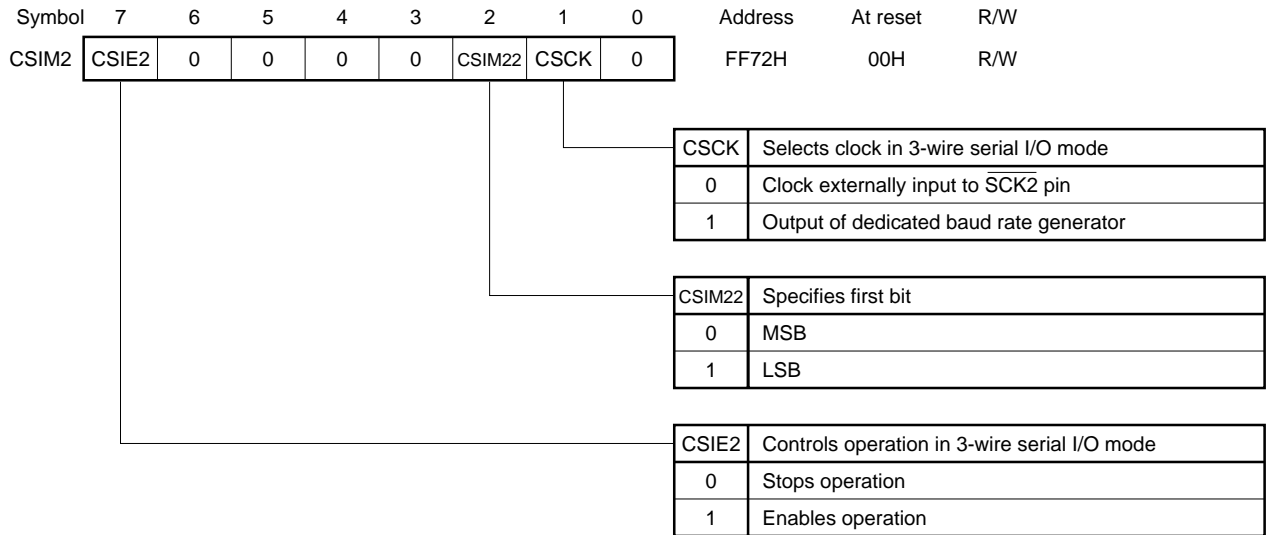 Symbol 7 6 5 4 3 2 1 0 Address At reset R/W
CSIM2 CSIE2 0 0 0 0 CSIM22 CSCK 0 FF72H 00H R/W
CSCK Selects clock in 3-wire serial I/O mode
0 Clock externally input to S̅C̅K̅2̅ pin
1 Output of dedicated baud rate generator
CSIM22 Specifies first bit
0 MSB
1 LSB
CSIE2 Controls operation in 3-wire serial I/O mode
0 Stops operation
1 Enables operation